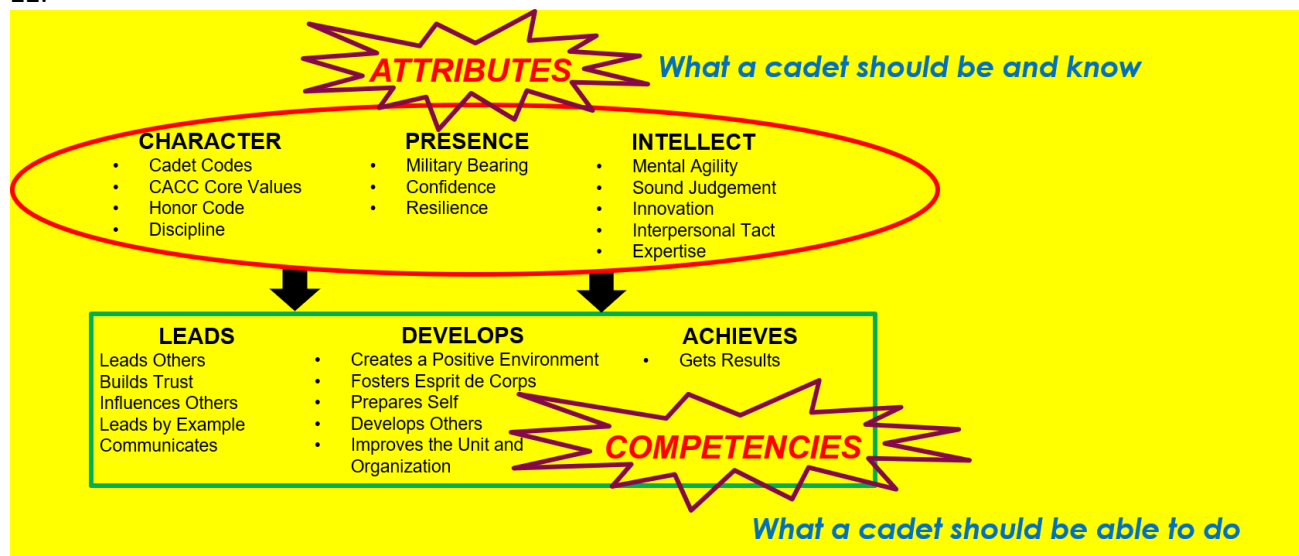 ATTRIBUTES
What a cadet should be and know
CHARACTER
• Cadet Codes
• CACC Core Values
• Honor Code
• Discipline
PRESENCE
• Military Bearing
• Confidence
• Resilience
INTELLECT
• Mental Agility
• Sound Judgement
• Innovation
• Interpersonal Tact
• Expertise
LEADS
Leads Others
Builds Trust
Influences Others
Leads by Example
Communicates
DEVELOPS
• Creates a Positive Environment
• Fosters Esprit de Corps
• Prepares Self
• Develops Others
• Improves the Unit and
Organization
ACHIEVES
• Gets Results
COMPETENCIES
What a cadet should be able to do